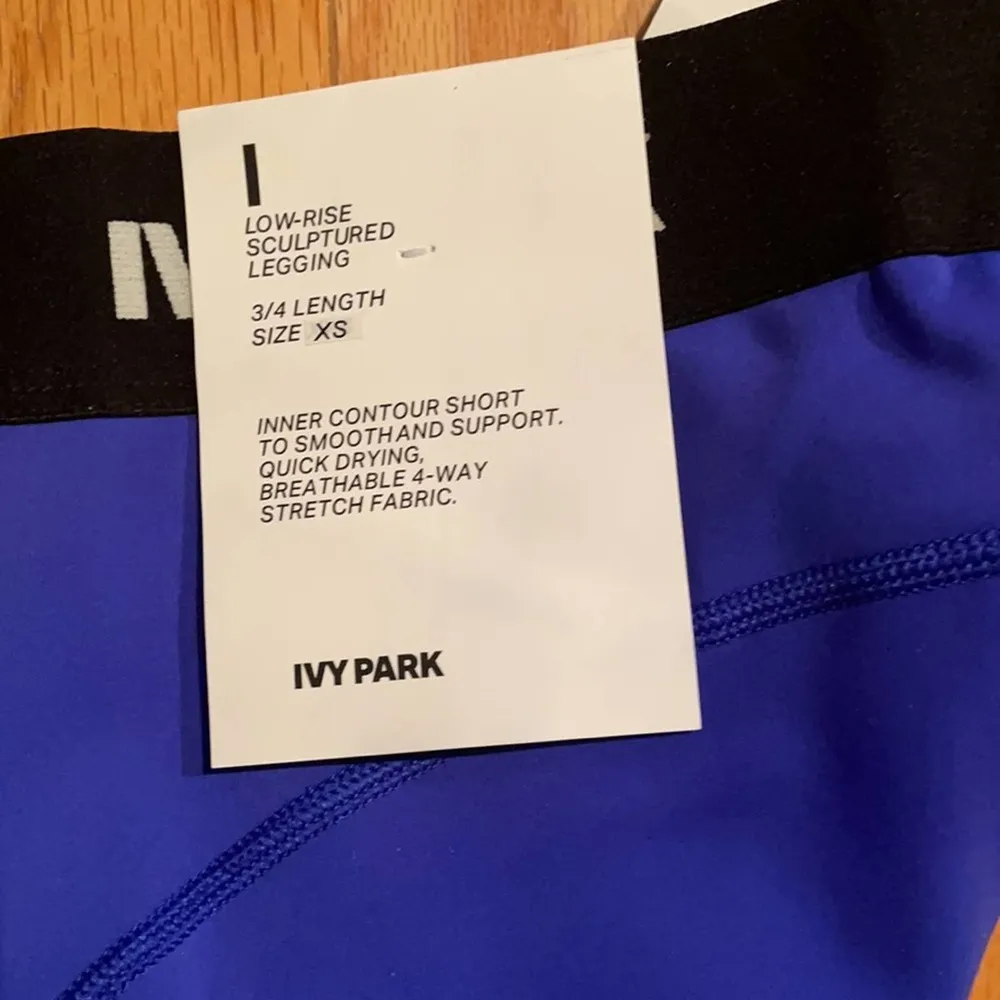 I
LOW-RISE
SCULPTURED
LEGGING
3/4 LENGTH
SIZE XS
INNER CONTOUR SHORT
TO SMOOTH AND SUPPORT.
QUICK DRYING,
BREATHABLE 4-WAY
STRETCH FABRIC.
IVY PARK